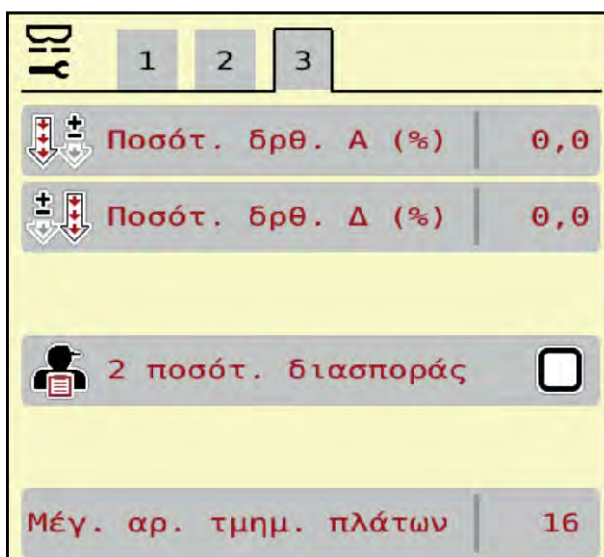 1 2 3
Ποσότ. δρθ. Α (%) 0,0
Ποσότ. δρθ. Δ (%) 0,0
2 ποσότ. διασποράς
Μέγ. αρ. τμημ. πλάτων 16